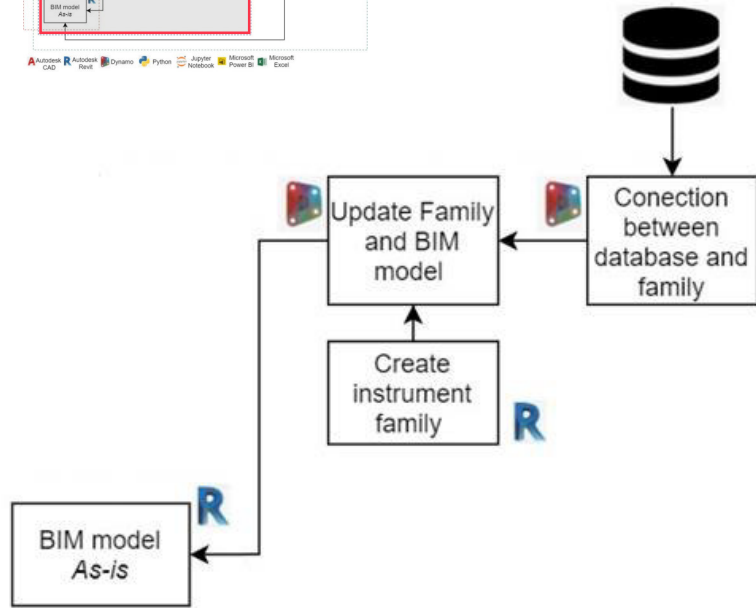 BIM model
As-is
R
Autodesk
CAD
Autodesk
Revit
Dynamo
Python
Jupyter
Notebook
Microsoft
Power BI
Microsoft
Excel
Conection
between
database and
family
Update Family
and BIM
model
Create
instrument
family
R
R
BIM model
As-is